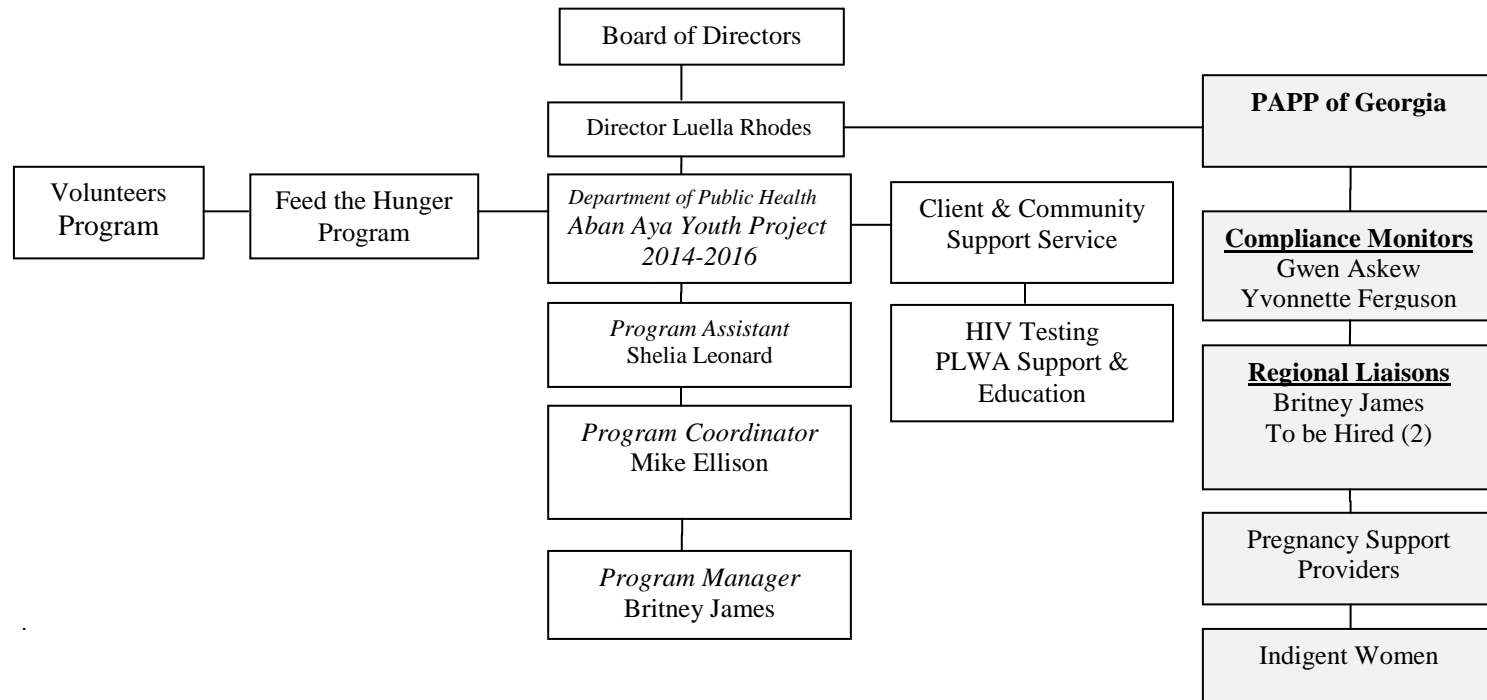 Board of Directors
Director Luella Rhodes
PAPP of Georgia
Volunteers
Program
Feed the Hunger
Program
Department of Public Health
Aban Aya Youth Project
2014-2016
Client & Community
Support Service
Compliance Monitors
Gwen Askew
Yvonnette Ferguson
Program Assistant
Shelia Leonard
HIV Testing
PLWA Support &
Education
Regional Liaisons
Britney James
To be Hired (2)
Program Coordinator
Mike Ellison
Pregnancy Support
Providers
Program Manager
Britney James
.
Indigent Women